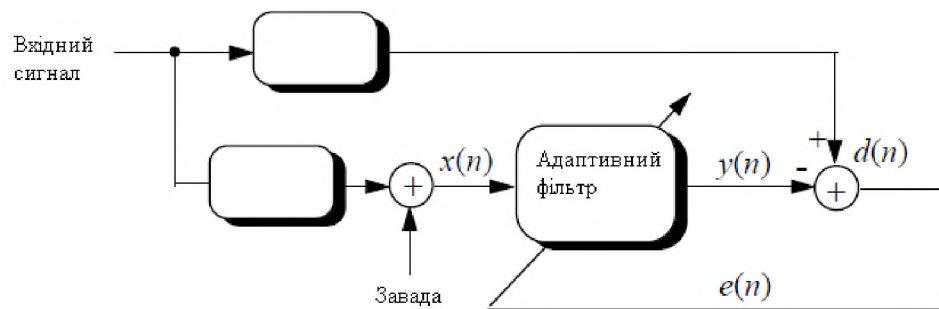 Вхідний
сигнал
+
d(n)
Адаптивний
фільтр
x(n)
y(n)
-
+
+
Завада
e(n)